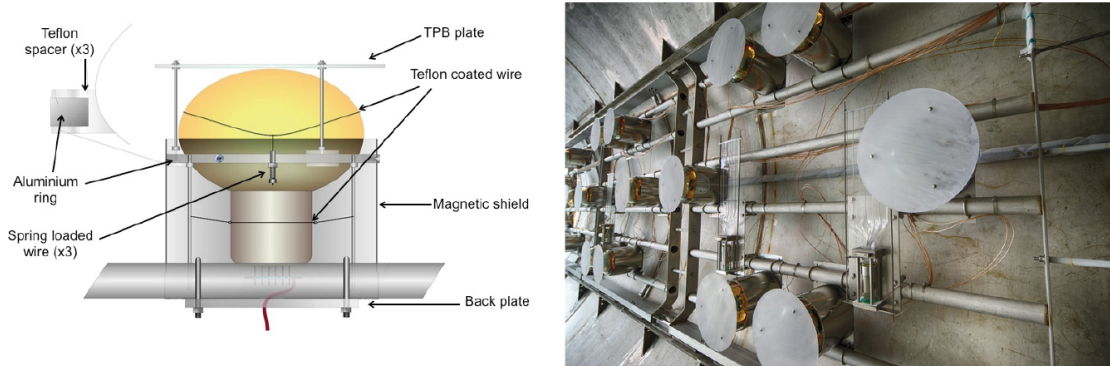 Teflon
spacer (x3)
TPB plate
Teflon coated wire
Aluminium
ring
Magnetic shield
Spring loaded
wire (x3)
Back plate